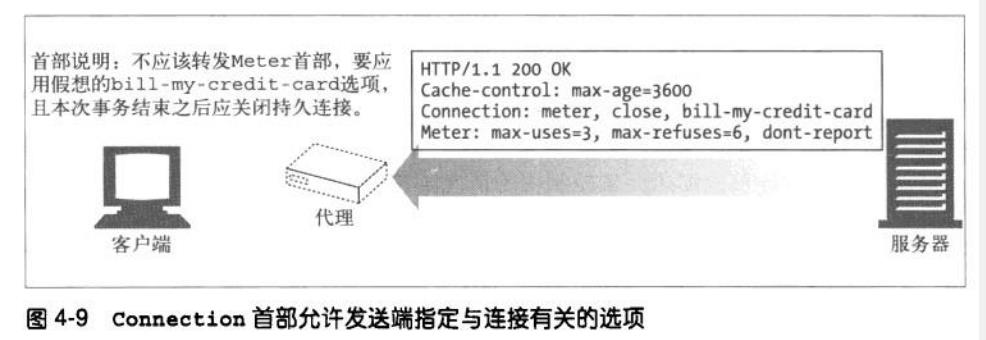 首部说明：不应该转发Meter首部，要应
用假想的bill-my-credit-card选项，
且本次事务结束之后应关闭持久连接。
HTTP/1.1 200 OK
Cache-control: max-age=3600
Connection: meter, close, bill-my-credit-card
Meter: max-uses=3, max-refuses=6, dont-report
客户端
代理
服务器
图 4-9 Connection 首部允许发送端指定与连接有关的选项